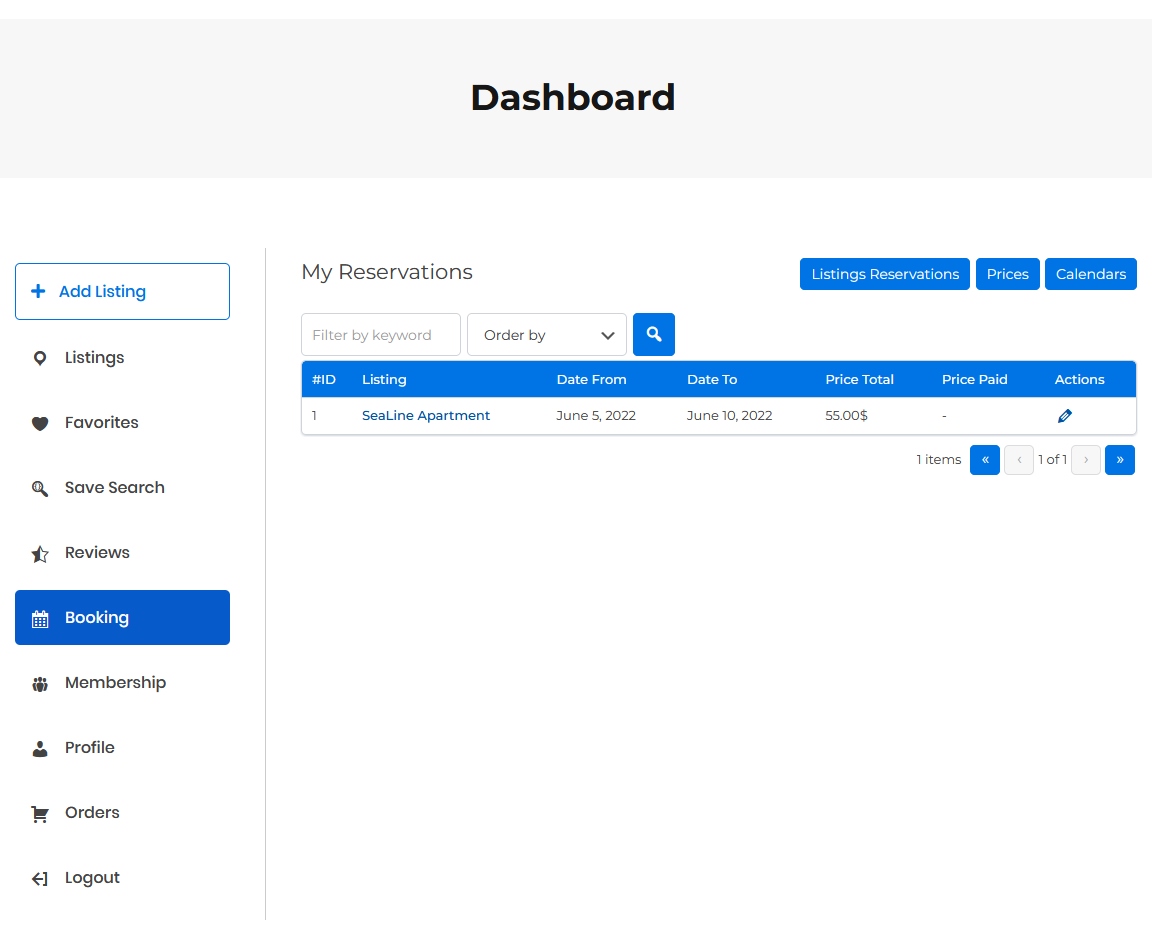 Dashboard
Add Listing
Listings
Favorites
Save Search
Reviews
Booking
Membership
Profile
Orders
Logout
My Reservations
Listings Reservations Prices Calendars
Filter by keyword Order by
#ID Listing Date From Date To Price Total Price Paid Actions
1 SeaLine Apartment June 5, 2022 June 10, 2022 55.00$ -
1 items « ‹ 1 of 1 › »